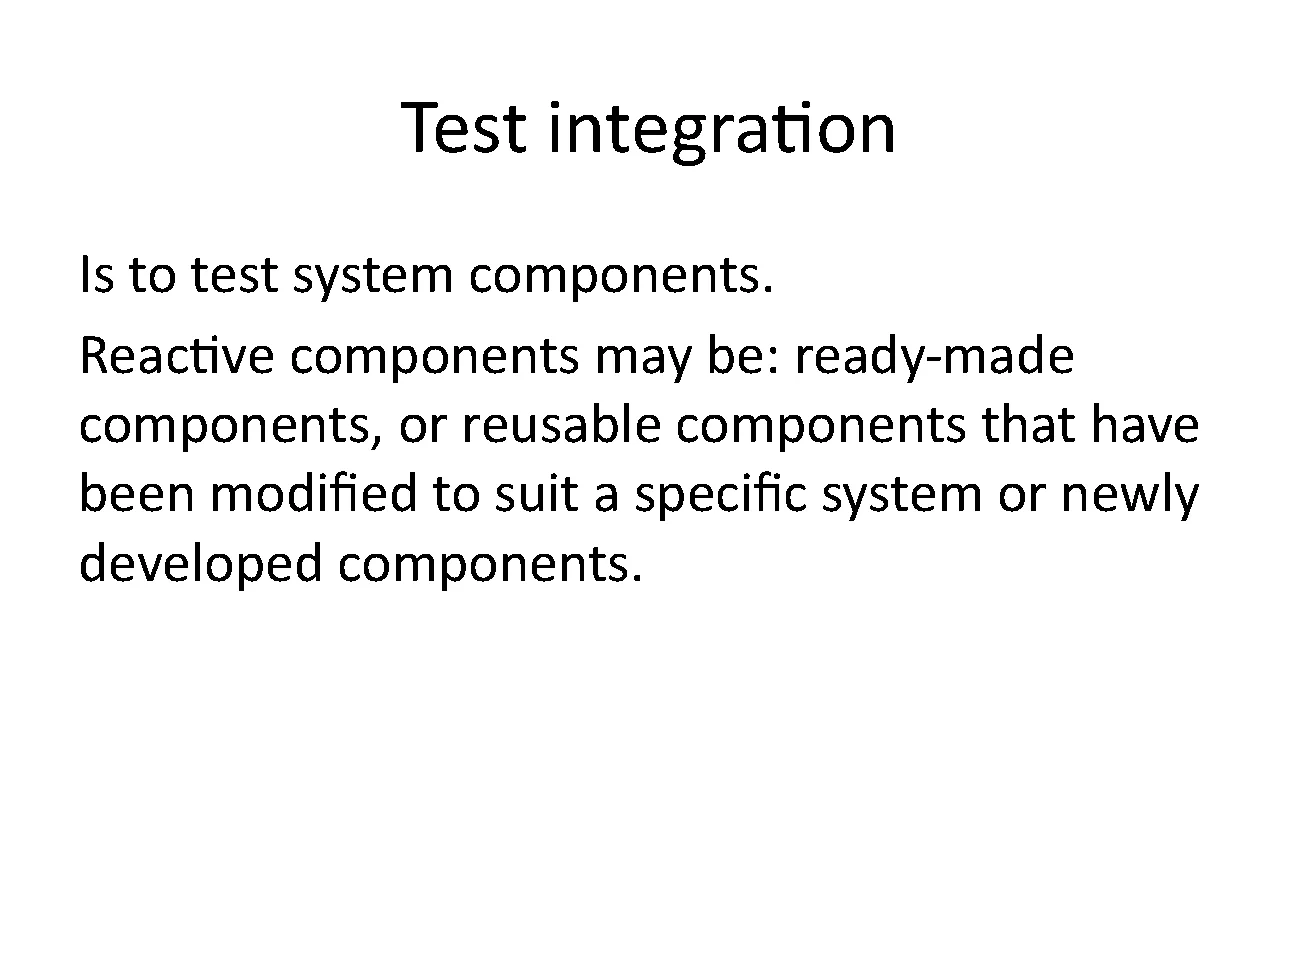 Test integration
Is to test system components.
Reactive components may be: ready-made
components, or reusable components that have
been modified to suit a specific system or newly
developed components.